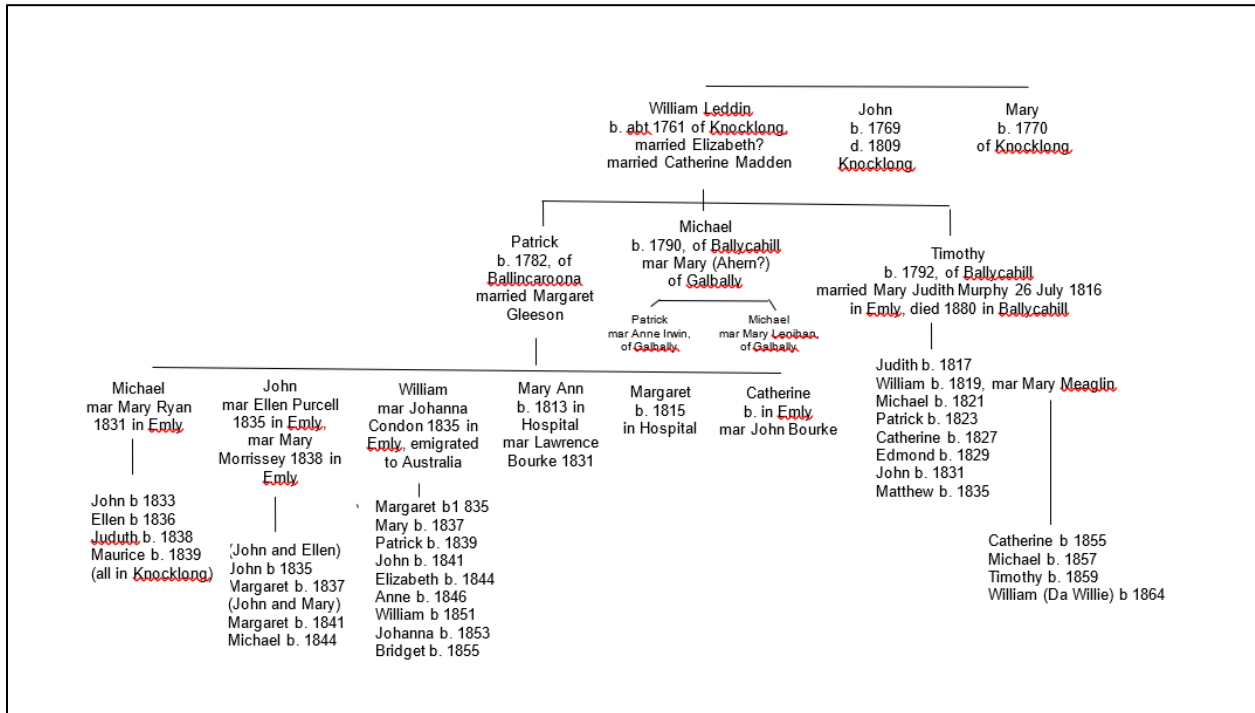 William Leddin
b. abt 1761 of Knocklong,
married Elizabeth?
married Catherine Madden
John
b. 1769
d. 1809
Knocklong
Mary
b. 1770
of Knocklong
Patrick
b. 1782, of
Ballincaroona
married Margaret
Gleeson
Michael
b. 1790, of Ballycahill
mar Mary (Ahern?)
of Galbally
Timothy
b. 1792, of Ballycahill
married Mary Judith Murphy 26 July 1816
in Emly, died 1880 in Ballycahill
Patrick
mar Anne Irwin,
of Galbally
Michael
mar Mary Lenihan,
of Galbally
Michael
mar Mary Ryan
1831 in Emly
John
mar Ellen Purcell
1835 in Emly,
mar Mary
Morrissey 1838 in
Emly
William
mar Johanna
Condon 1835 in
Emly, emigrated
to Australia
Mary Ann
b. 1813 in
Hospital
mar Lawrence
Bourke 1831
Margaret
b. 1815
in Hospital
Catherine
b. in Emly
mar John Bourke
Judith b. 1817
William b. 1819, mar Mary Meaglin
Michael b. 1821
Patrick b. 1823
Catherine b. 1827
Edmond b. 1829
John b. 1831
Matthew b. 1835
John b 1833
Ellen b 1836
Juduth b. 1838
Maurice b. 1839
(all in Knocklong)
(John and Ellen)
John b 1835
Margaret b. 1837
(John and Mary)
Margaret b. 1841
Michael b. 1844
Margaret b1 835
Mary b. 1837
Patrick b. 1839
John b. 1841
Elizabeth b. 1844
Anne b. 1846
William b 1851
Johanna b. 1853
Bridget b. 1855
Catherine b 1855
Michael b. 1857
Timothy b. 1859
William (Da Willie) b 1864